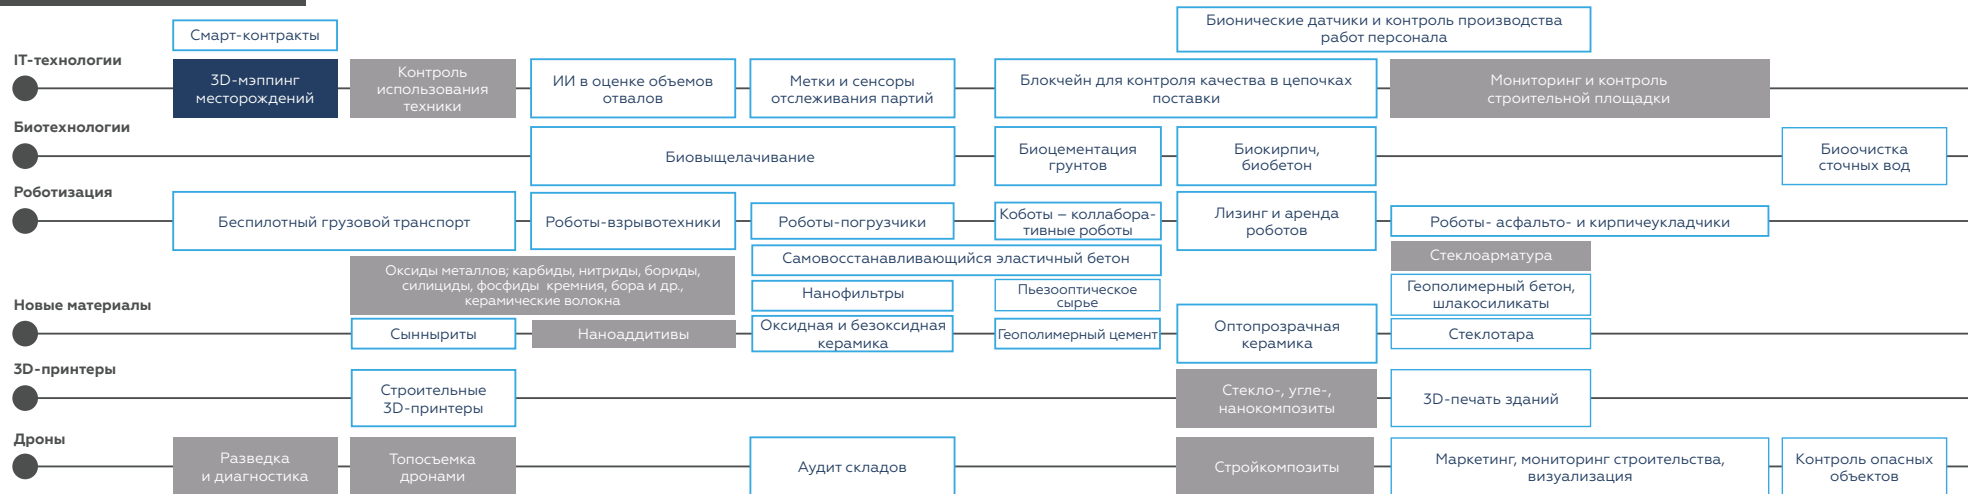 Бионические датчики и контроль производства
работ персонала
Смарт-контракты
IT-технологии
3D-мэппинг
месторождений
Контроль
использования
техники
ИИ в оценке объемов
отвалов
Метки и сенсоры
отслеживания партий
Блокчейн для контроля качества в цепочках
поставки
Мониторинг и контроль
строительной площадки
Биотехнологии
Биовыщелачивание
Биоцементация
грунтов
Биокирпич,
биобетон
Биоочистка
сточных вод
Роботизация
Беспилотный грузовой транспорт
Роботы-взрывотехники
Роботы-погрузчики
Коботы – коллабора-
тивные роботы
Лизинг и аренда
роботов
Роботы- асфальто- и кирпичеукладчики
Самовосстанавливающийся эластичный бетон
Стеклоарматура
Оксиды металлов; карбиды, нитриды, бориды,
силициды, фосфиды кремния, бора и др.,
керамические волокна
Нанофильтры
Пьезооптическое
сырье
Геополимерный бетон,
шлакосиликаты
Новые материалы
Сынныриты
Наноаддитивы
Оксидная и безоксидная
керамика
Геополимерный цемент
Оптопрозрачная
керамика
Стеклотара
3D-принтеры
Строительные
3D-принтеры
Стекло-, угле-,
нанокомпозиты
3D-печать зданий
Дроны
Разведка
и диагностика
Топосъемка
дронами
Аудит складов
Стройкомпозиты
Маркетинг, мониторинг строительства,
визуализация
Контроль опасных
объектов